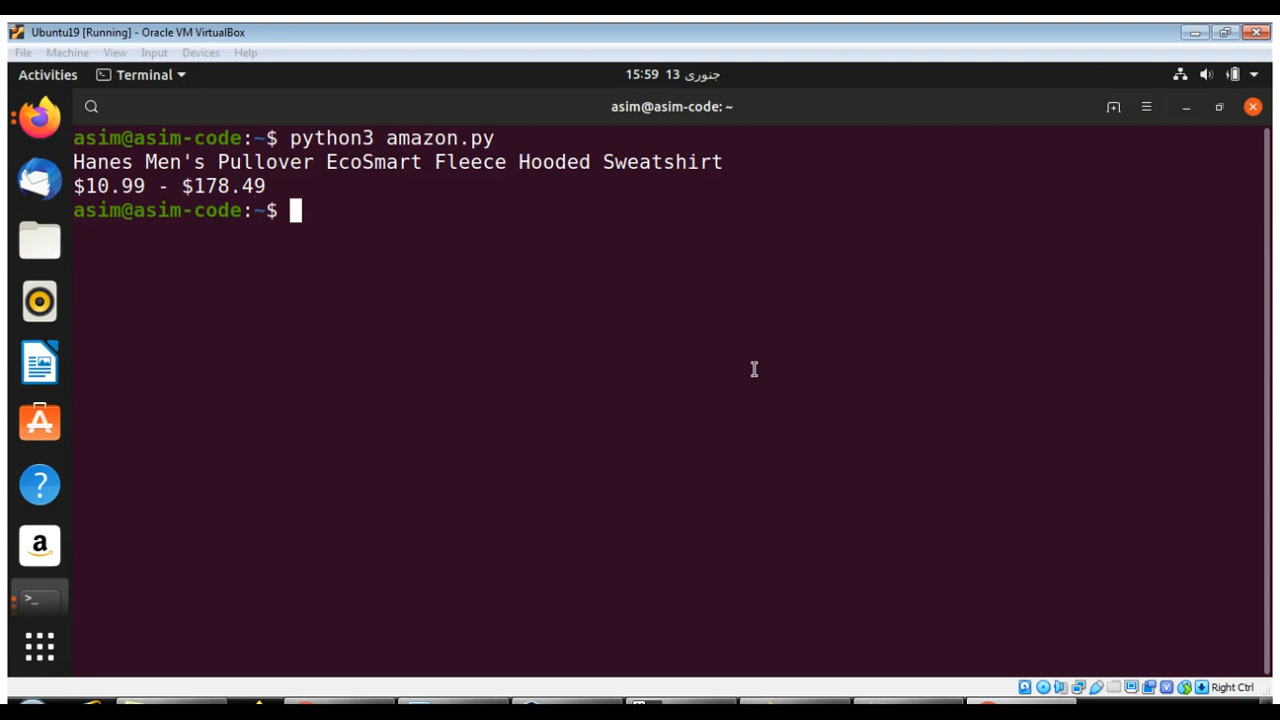 Ubuntu19 [Running] - Oracle VM VirtualBox
File Machine View Input Devices Help
Activities Terminal 15:59 13 جنوری
asim@asim-code: ~
asim@asim-code:~$ python3 amazon.py
Hanes Men's Pullover EcoSmart Fleece Hooded Sweatshirt
$10.99 - $178.49
asim@asim-code:~$
Right Ctrl